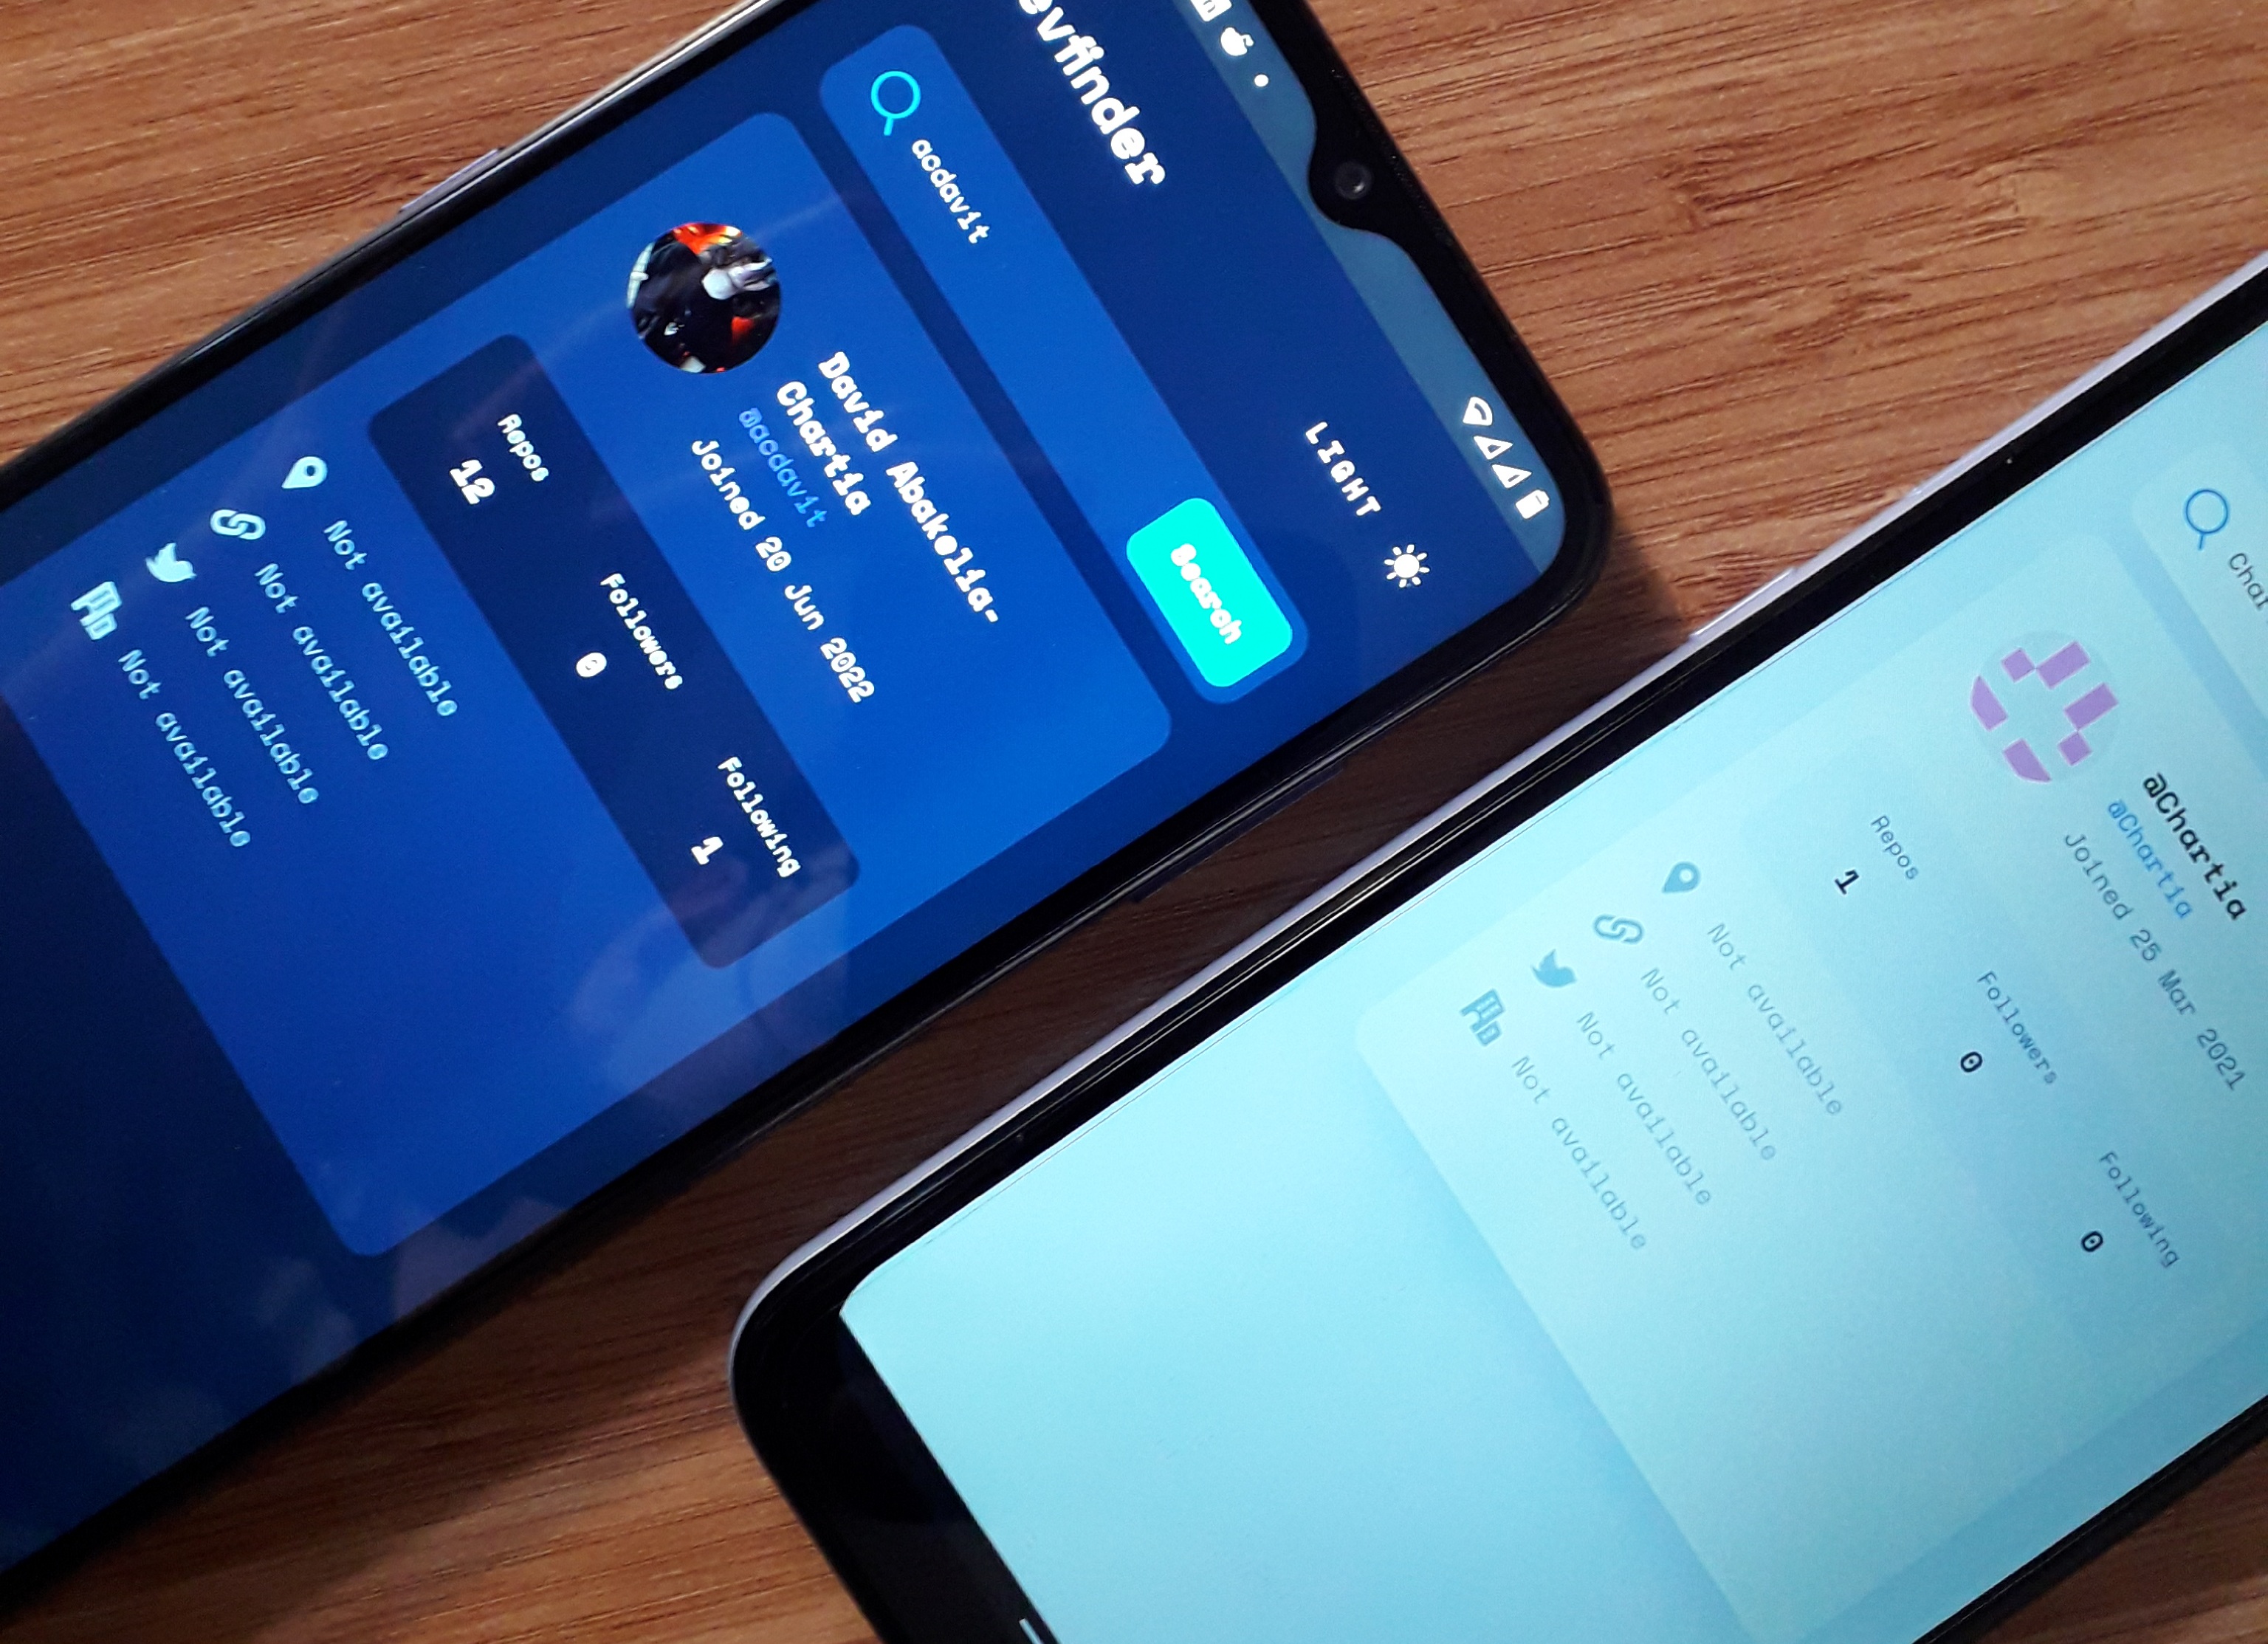 evfinder
LIGHT
acdavit
Search
David Abakelia-
Chartia
@acdavit
Joined 20 Jun 2022
Repos
12
Followers
0
Following
1
Not available
Not available
Not available
Not available
Char
@Chartia
@Chartia
Joined 25 Mar 2021
Repos
1
Followers
0
Following
0
Not available
Not available
Not available
Not available